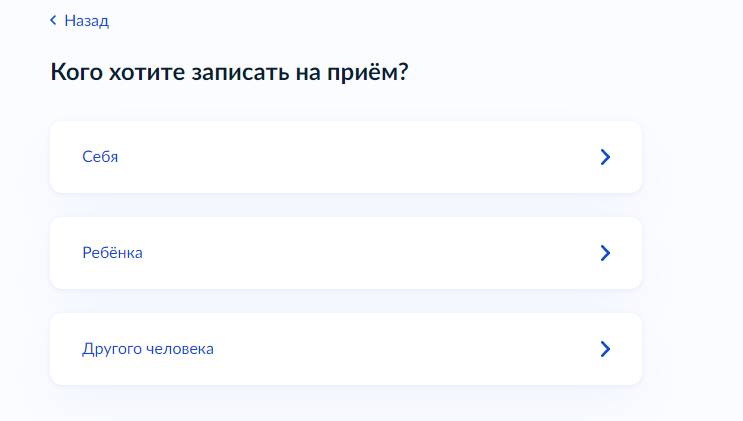 Назад
Кого хотите записать на приём?
Себя
Ребёнка
Другого человека